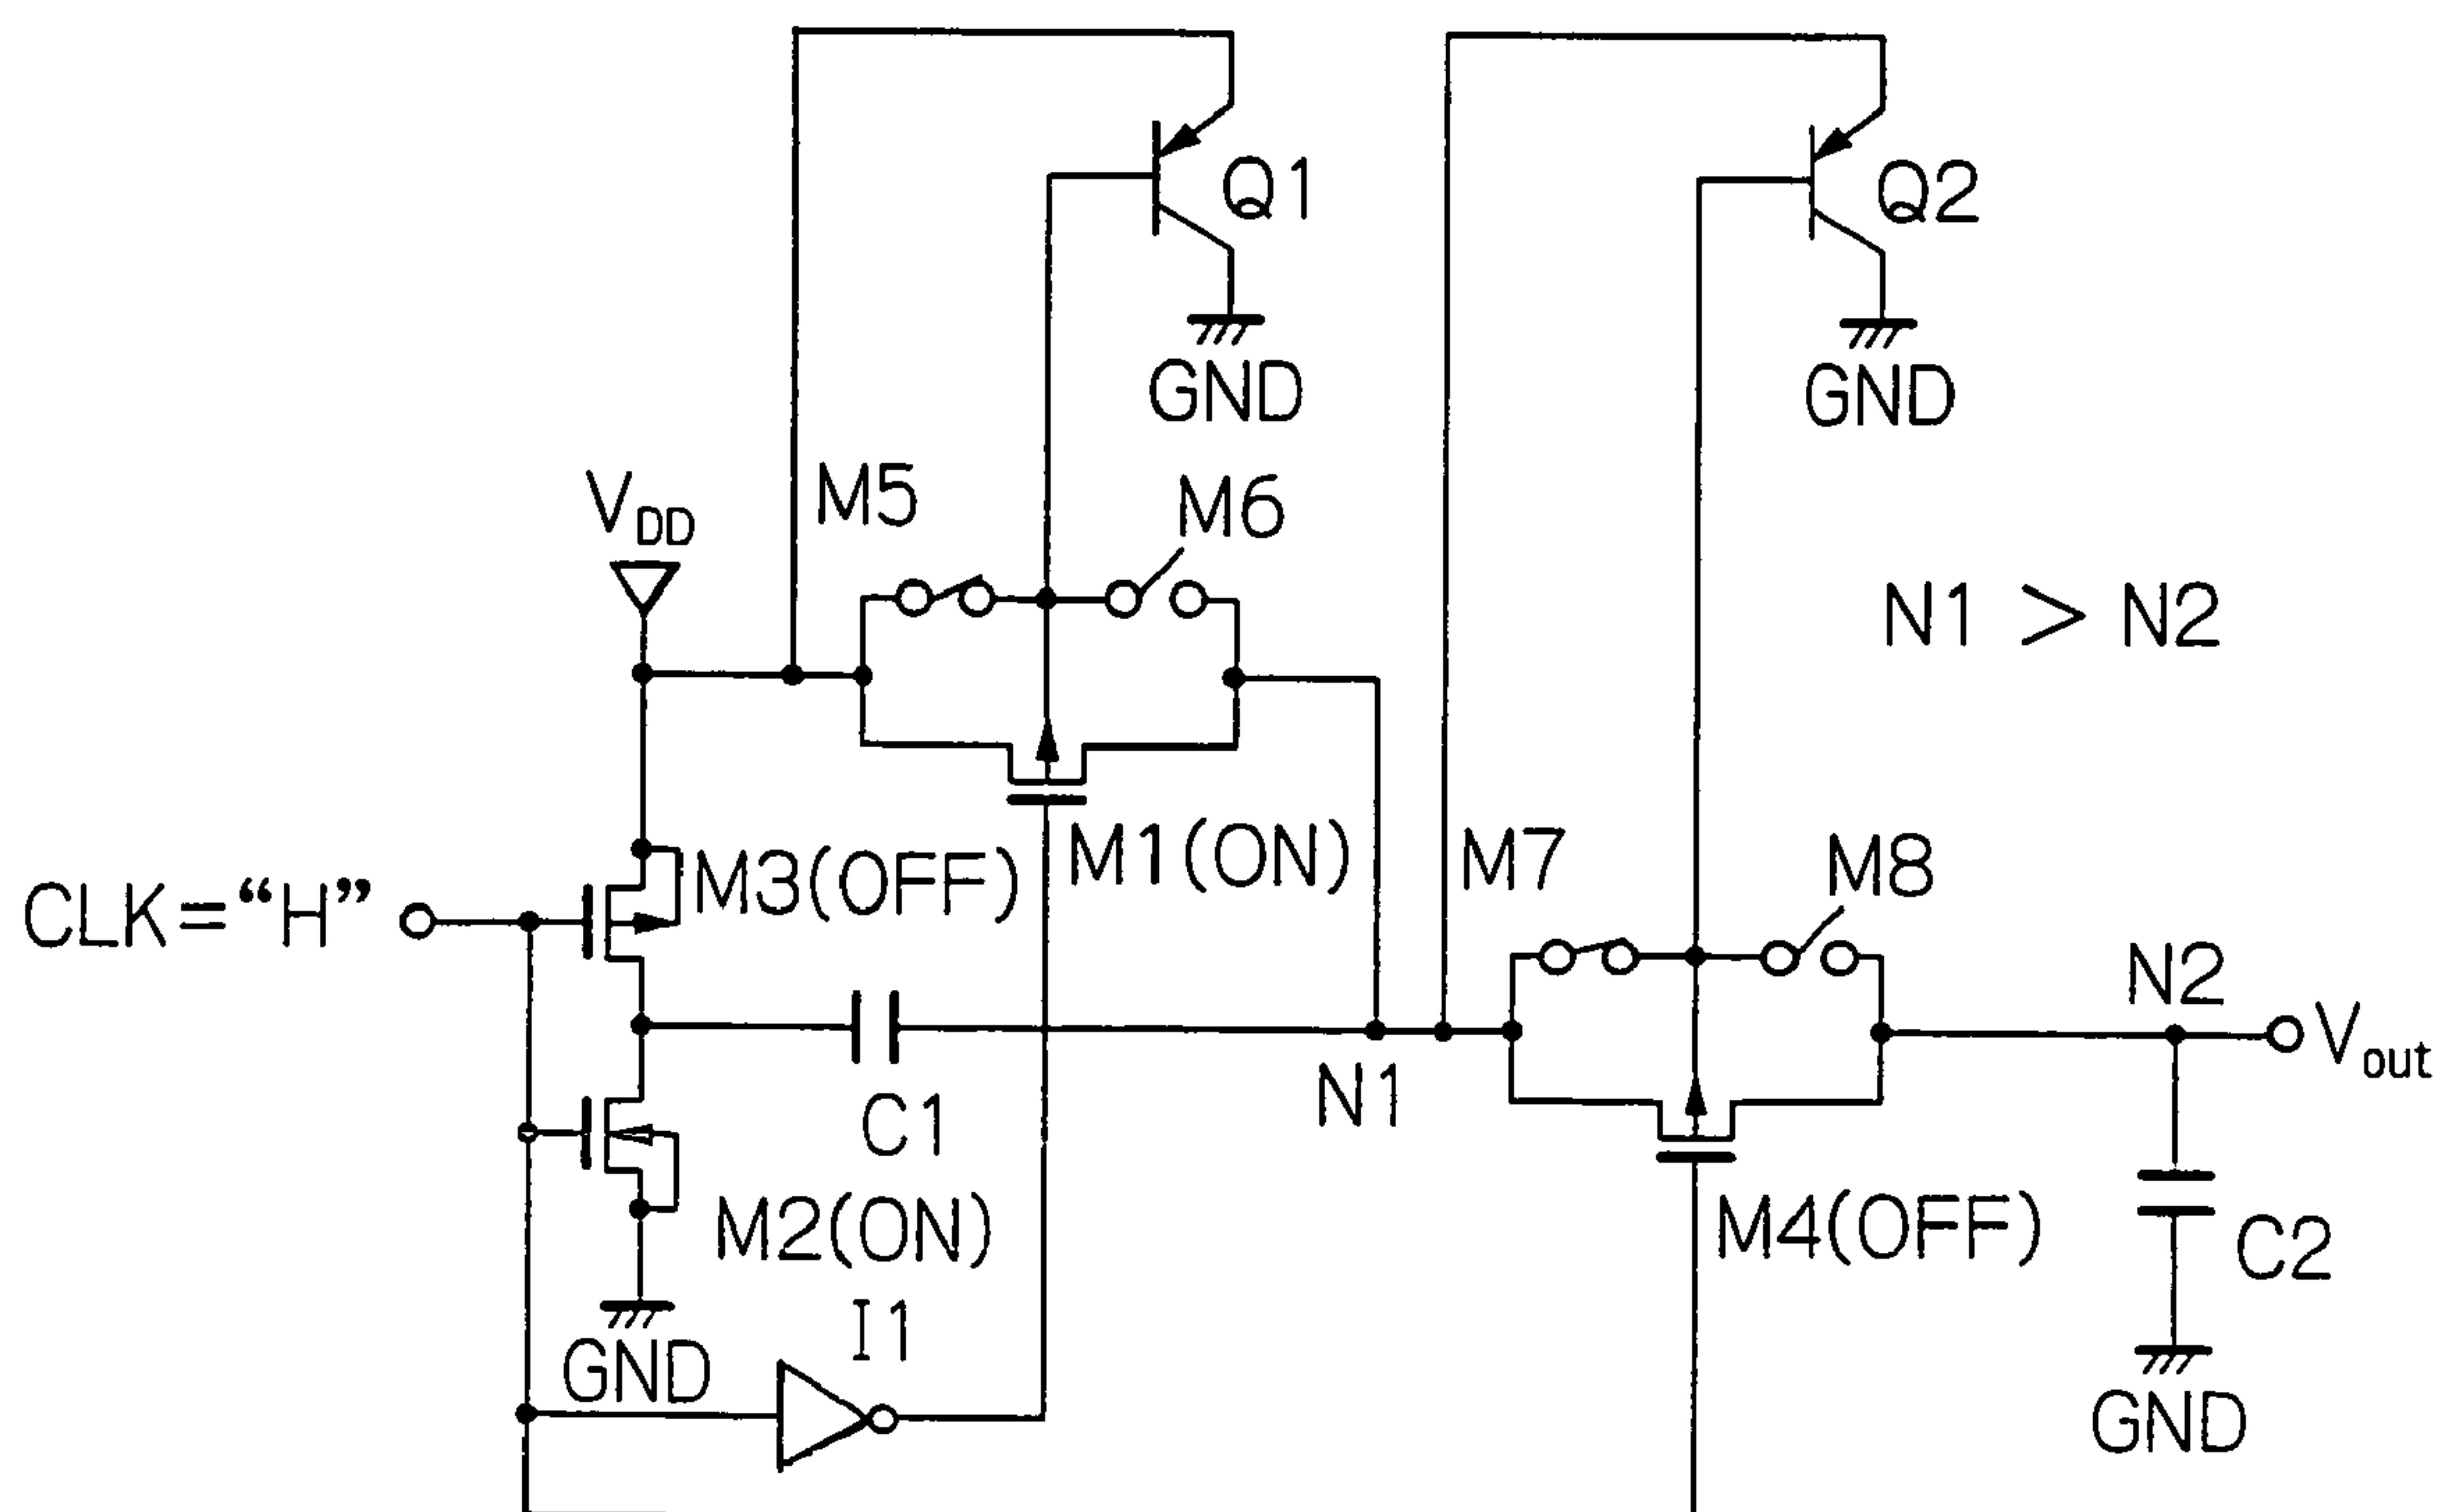 Q1
Q2
GND
GND
M5
M6
VDD
N1 > N2
M3(OFF)
M1(ON)
M7
M8
CLK=“H”
N2
Vout
C1
N1
M2(ON)
M4(OFF)
C2
I1
GND
GND